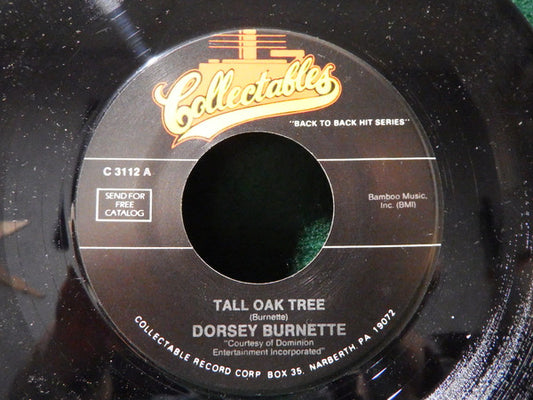 Collectables
"BACK TO BACK HIT SERIES"
C 3112 A
SEND FOR
FREE
CATALOG
Bamboo Music,
Inc. (BMI)
TALL OAK TREE
(Burnette)
DORSEY BURNETTE
"Courtesy of Dominion
Entertainment Incorporated"
COLLECTABLE RECORD CORP BOX 35, NARBERTH PA 19072